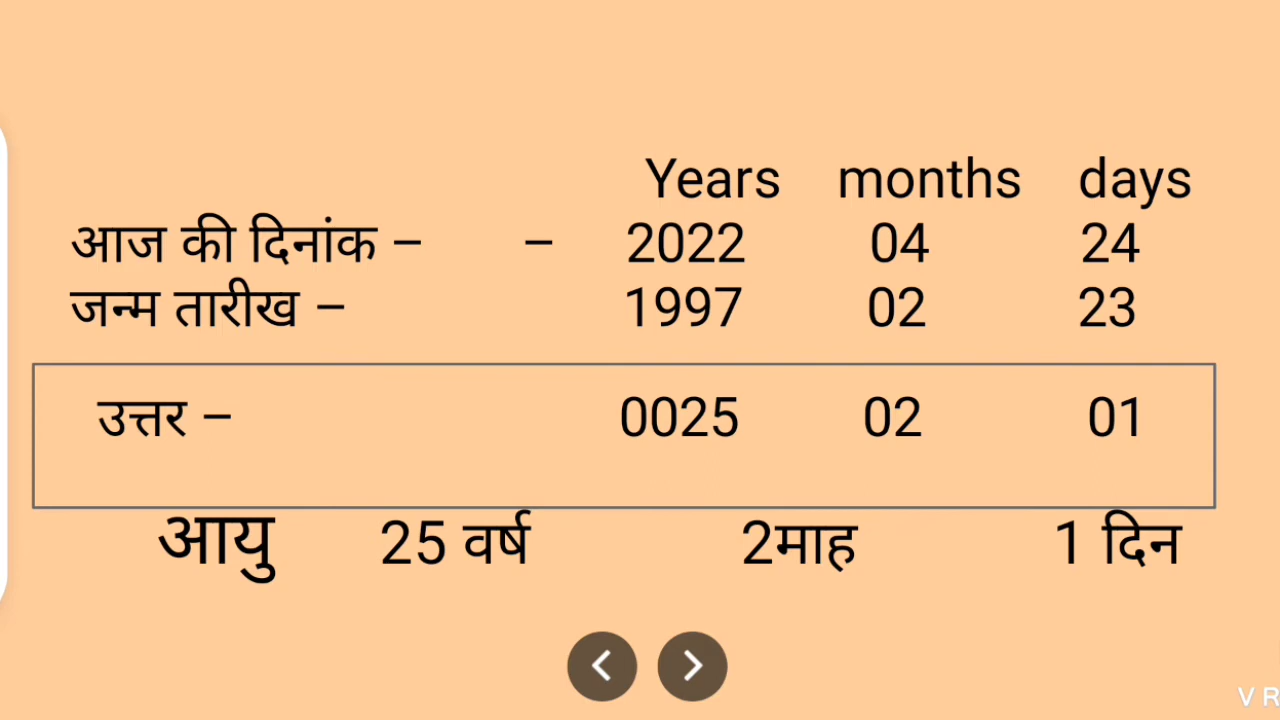 Years months days
आज की दिनांक – – 2022 04 24
जन्म तारीख – 1997 02 23
उत्तर – 0025 02 01
आयु 25 वर्ष 2माह 1 दिन
V R